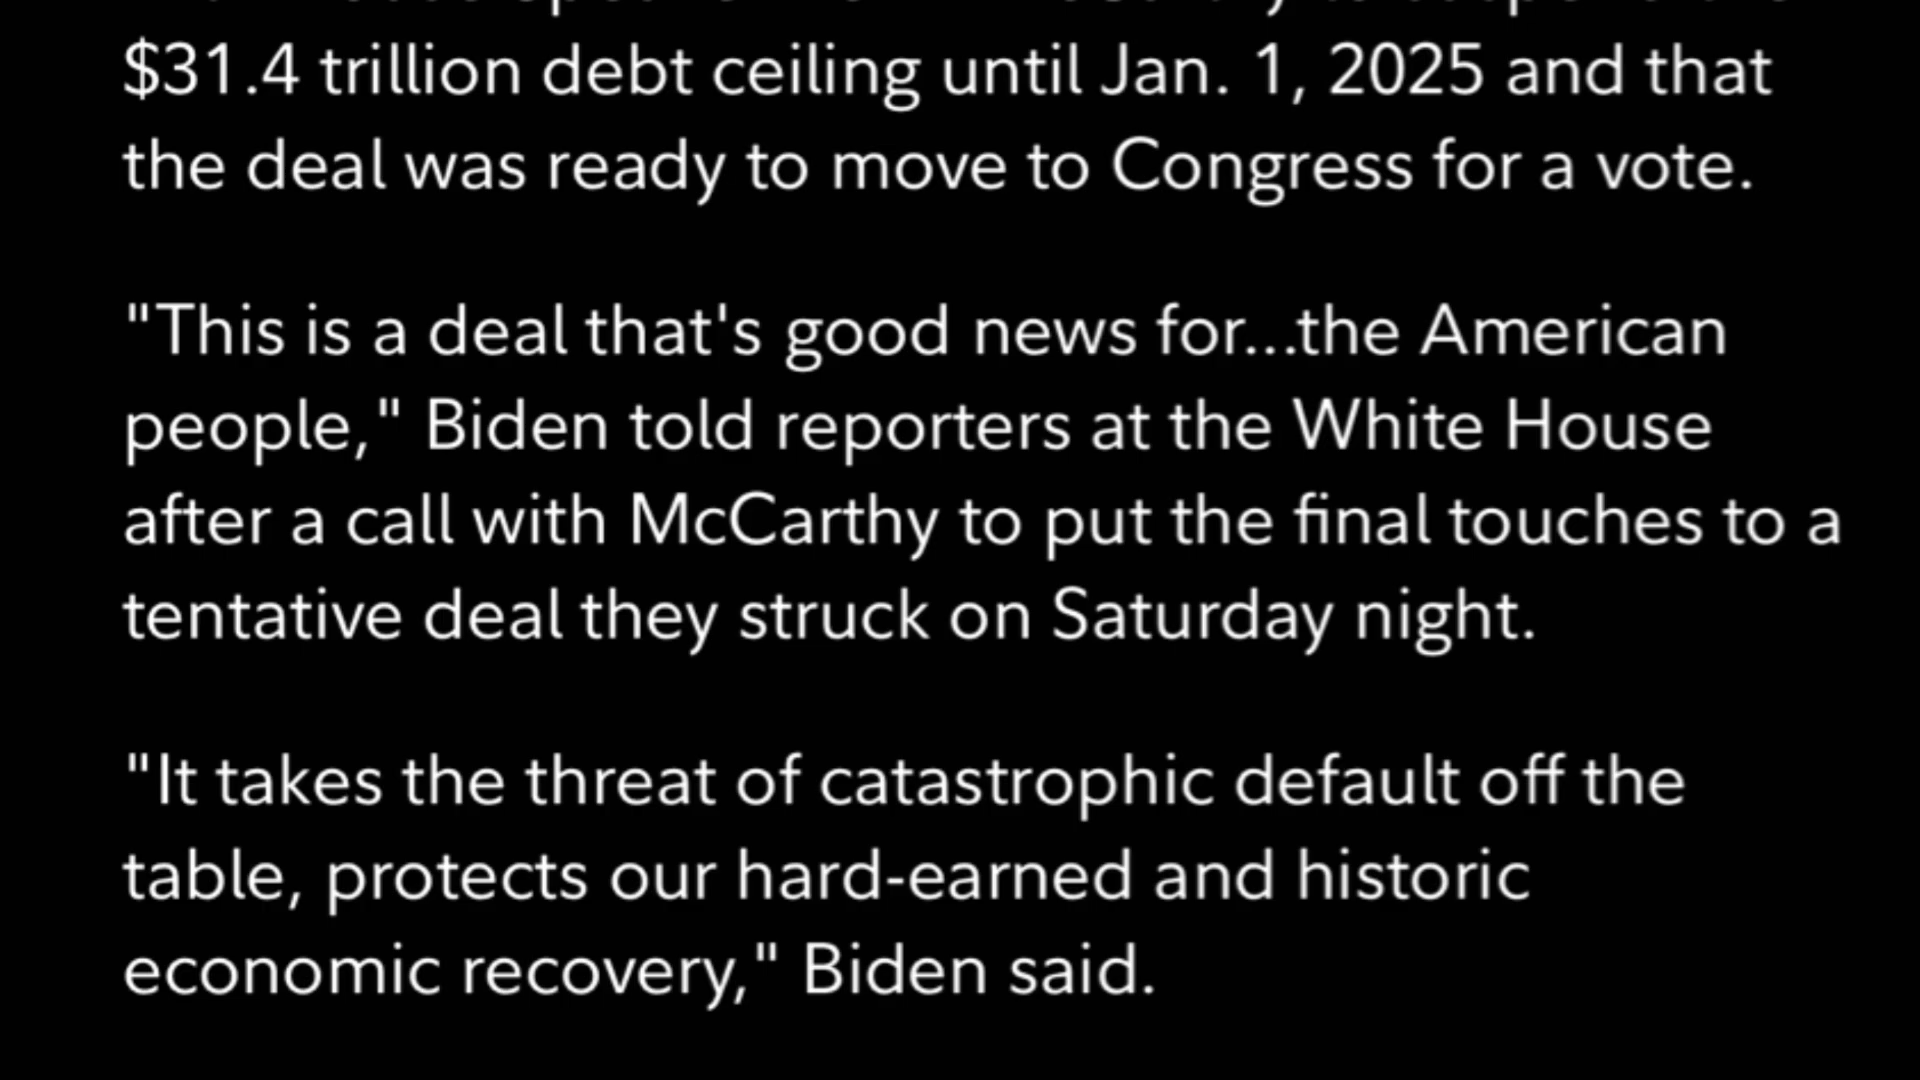 $31.4 trillion debt ceiling until Jan. 1, 2025 and that
the deal was ready to move to Congress for a vote.
"This is a deal that's good news for...the American
people," Biden told reporters at the White House
after a call with McCarthy to put the final touches to a
tentative deal they struck on Saturday night.
"It takes the threat of catastrophic default off the
table, protects our hard-earned and historic
economic recovery," Biden said.